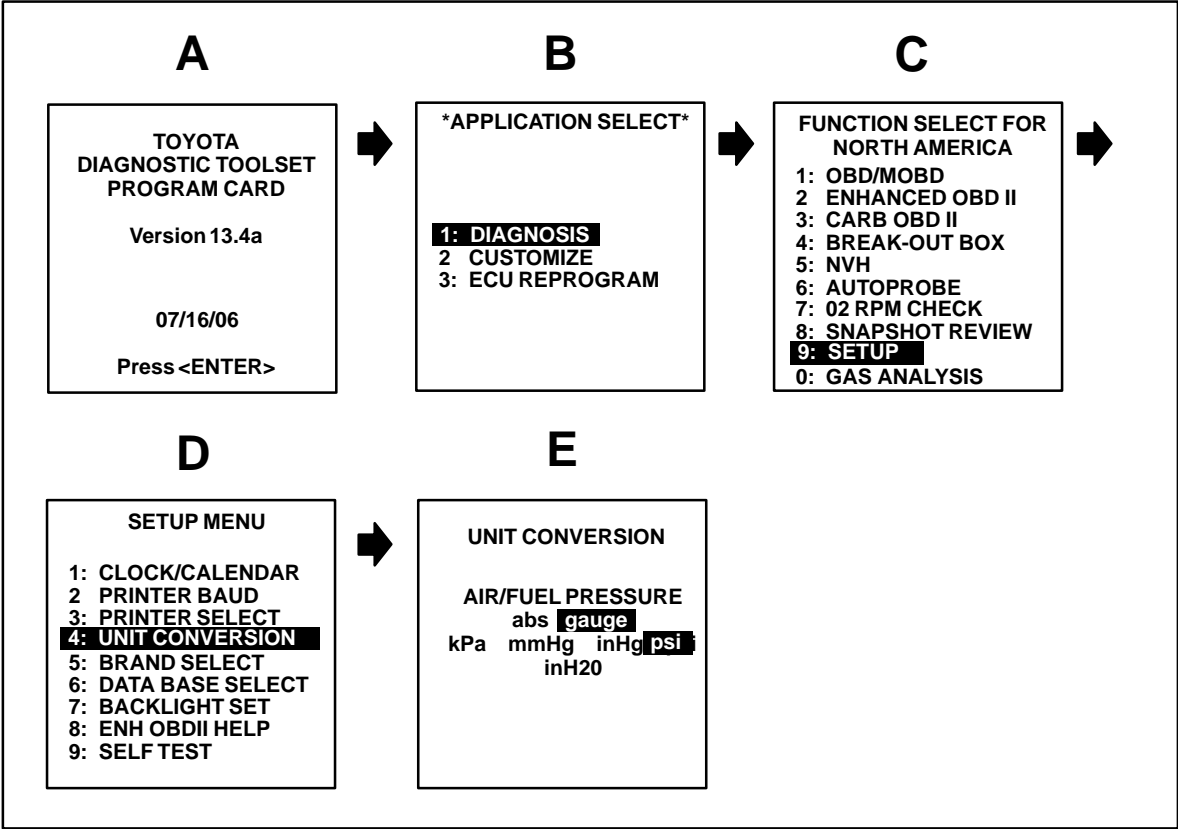 A
TOYOTA
DIAGNOSTIC TOOLSET
PROGRAM CARD
Version 13.4a
07/16/06
Press <ENTER>
B
*APPLICATION SELECT*
1: DIAGNOSIS
2 CUSTOMIZE
3: ECU REPROGRAM
C
FUNCTION SELECT FOR
NORTH AMERICA
1: OBD/MOBD
2 ENHANCED OBD II
3: CARB OBD II
4: BREAK-OUT BOX
5: NVH
6: AUTOPROBE
7: 02 RPM CHECK
8: SNAPSHOT REVIEW
9: SETUP
0: GAS ANALYSIS
D
SETUP MENU
1: CLOCK/CALENDAR
2 PRINTER BAUD
3: PRINTER SELECT
4: UNIT CONVERSION
5: BRAND SELECT
6: DATA BASE SELECT
7: BACKLIGHT SET
8: ENH OBDII HELP
9: SELF TEST
E
UNIT CONVERSION
AIR/FUEL PRESSURE
abs gauge
kPa mmHg inHg psi
inH20